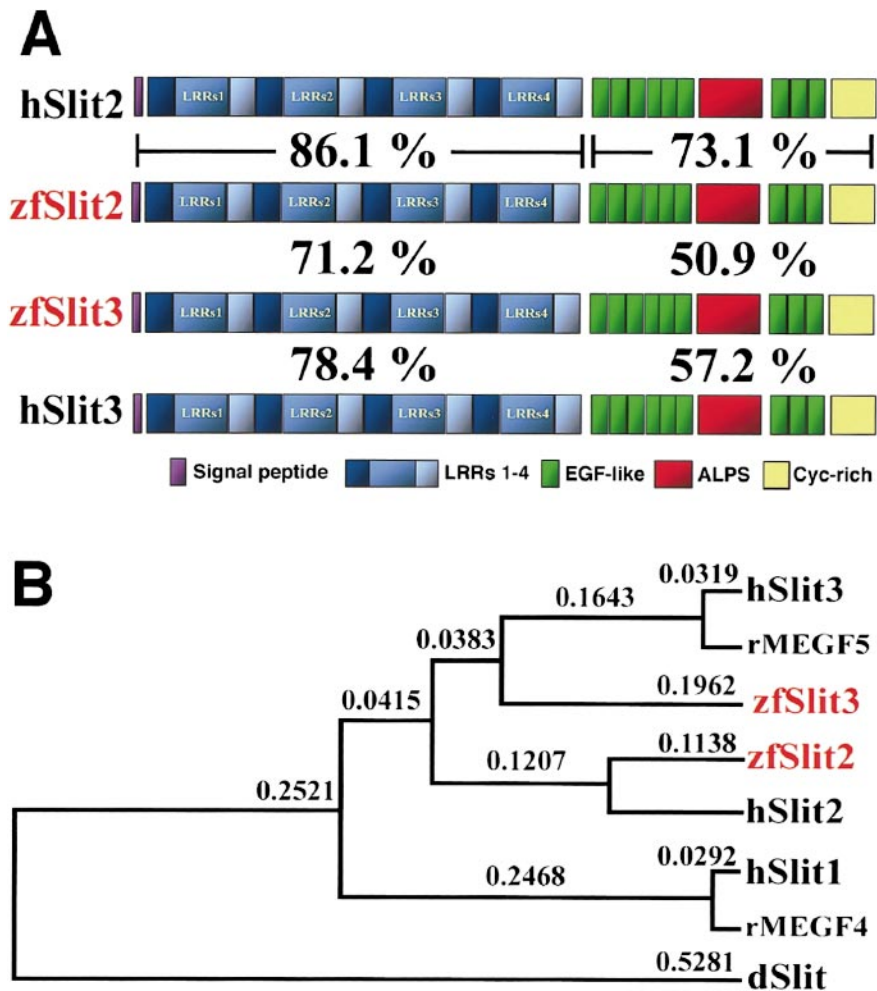 A
hSlit2 LRRs1 LRRs2 LRRs3 LRRs4
86.1 % 73.1 %
zfSlit2 LRRs1 LRRs2 LRRs3 LRRs4
71.2 % 50.9 %
zfSlit3 LRRs1 LRRs2 LRRs3 LRRs4
78.4 % 57.2 %
hSlit3 LRRs1 LRRs2 LRRs3 LRRs4
Signal peptide LRRs 1-4 EGF-like ALPS Cyc-rich
B
0.0319 hSlit3
0.1643
rMEGF5
0.0383
0.1962 zfSlit3
0.0415
0.1138 zfSlit2
0.1207
0.2521
hSlit2
0.0292 hSlit1
0.2468
rMEGF4
0.5281 dSlit